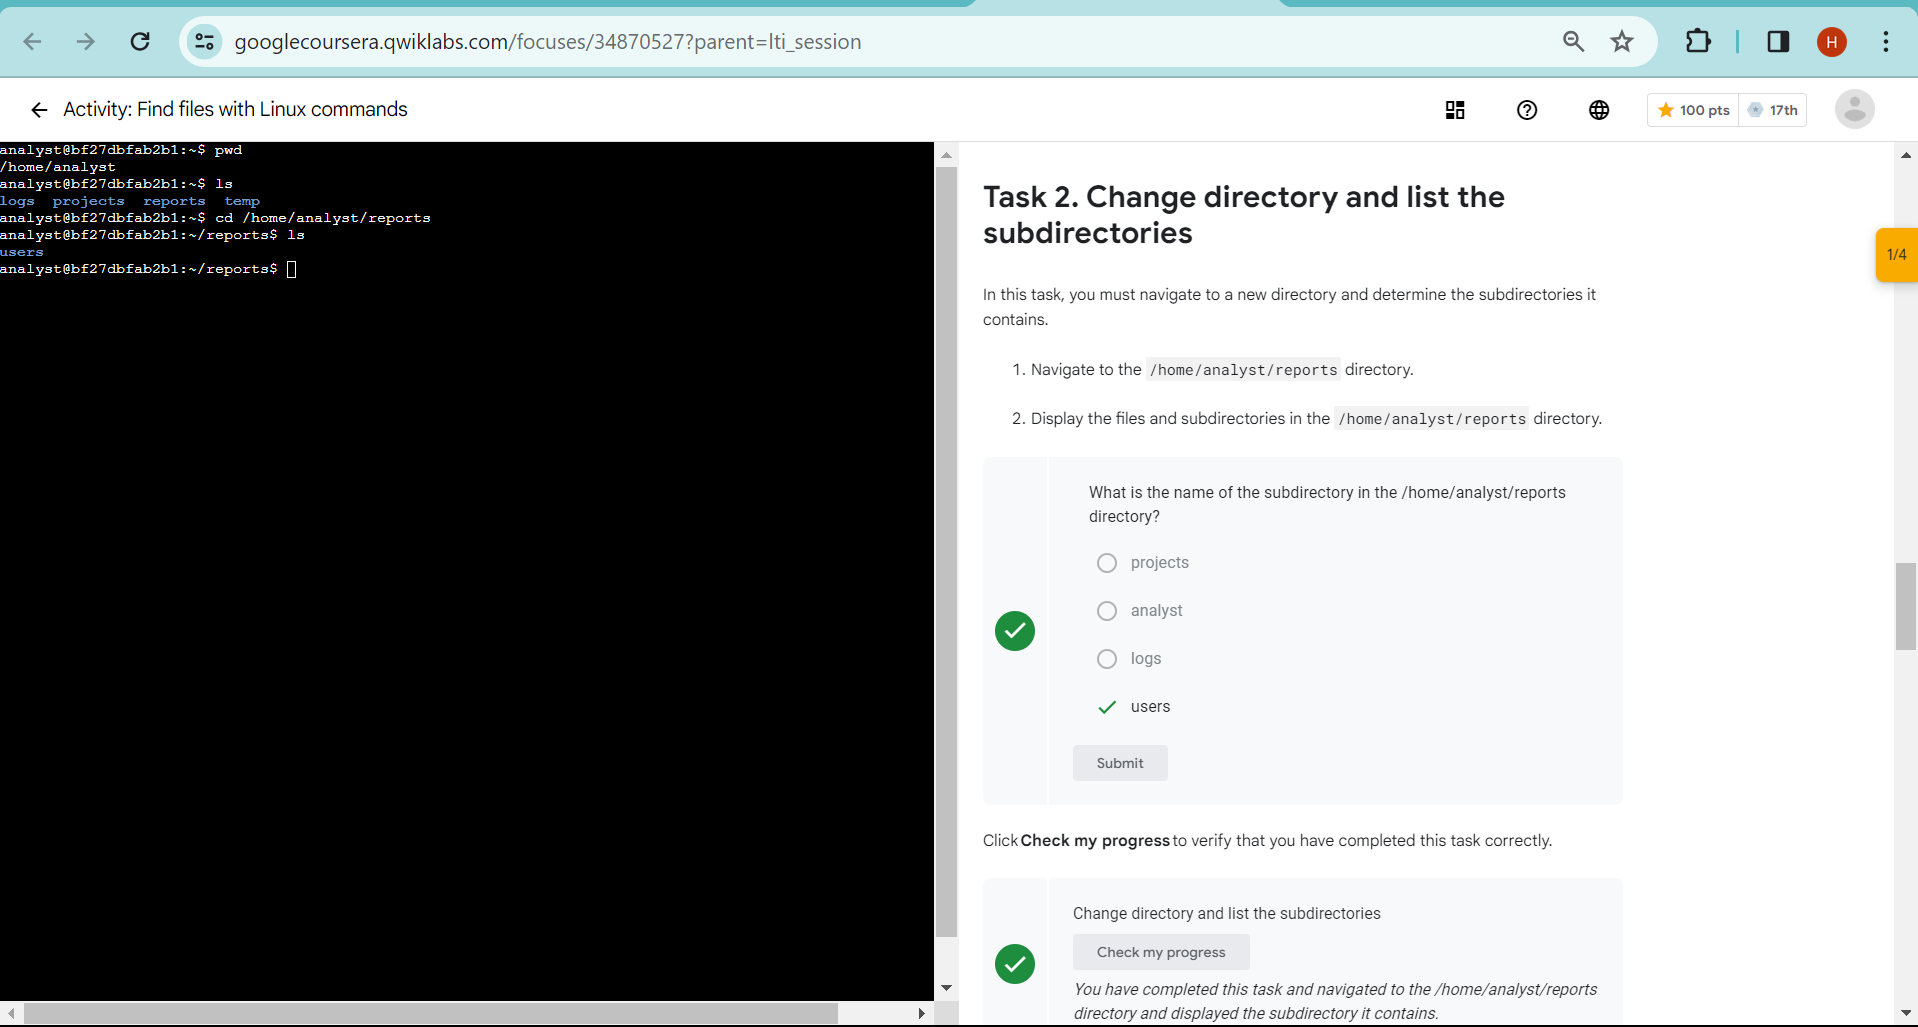 googlecoursera.qwiklabs.com/focuses/34870527?parent=lti_session
H
Activity: Find files with Linux commands
100 pts
17th
analyst@bf27dbfab2b1:~$ pwd
/home/analyst
analyst@bf27dbfab2b1:~$ ls
logs projects reports temp
analyst@bf27dbfab2b1:~$ cd /home/analyst/reports
analyst@bf27dbfab2b1:~/reports$ ls
users
analyst@bf27dbfab2b1:~/reports$
Task 2. Change directory and list the
subdirectories
1/4
In this task, you must navigate to a new directory and determine the subdirectories it
contains.
1. Navigate to the /home/analyst/reports directory.
2. Display the files and subdirectories in the /home/analyst/reports directory.
What is the name of the subdirectory in the /home/analyst/reports
directory?
projects
analyst
logs
users
Submit
Click Check my progress to verify that you have completed this task correctly.
Change directory and list the subdirectories
Check my progress
You have completed this task and navigated to the /home/analyst/reports
directory and displayed the subdirectory it contains.